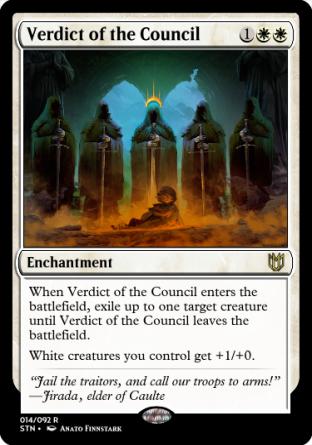 Verdict of the Council 1
Enchantment
When Verdict of the Council enters the
battlefield, exile up to one target creature
until Verdict of the Council leaves the
battlefield.
White creatures you control get +1/+0.
“Jail the traitors, and call our troops to arms!”
—Jirada, elder of Caulte
014/092 R
STN • Anato Finnstark